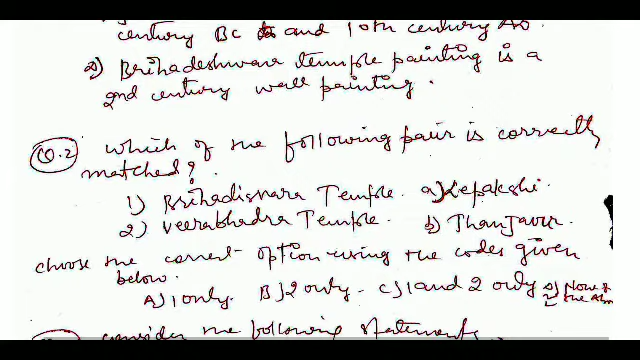 century BC and 10th century AD.
2) Brihadeshwara temple painting is a
2nd century wall painting.
Q.2 which of the following pair is correctly
matched?
1) Brihadisvara Temple. a) Lepakshi.
2) Veerabhadra Temple. b) Thanjavur.
choose the correct option using the codes given
below.
A) 1 only. B) 2 only - C) 1 and 2 only D) None of
the Above
consider the following statements